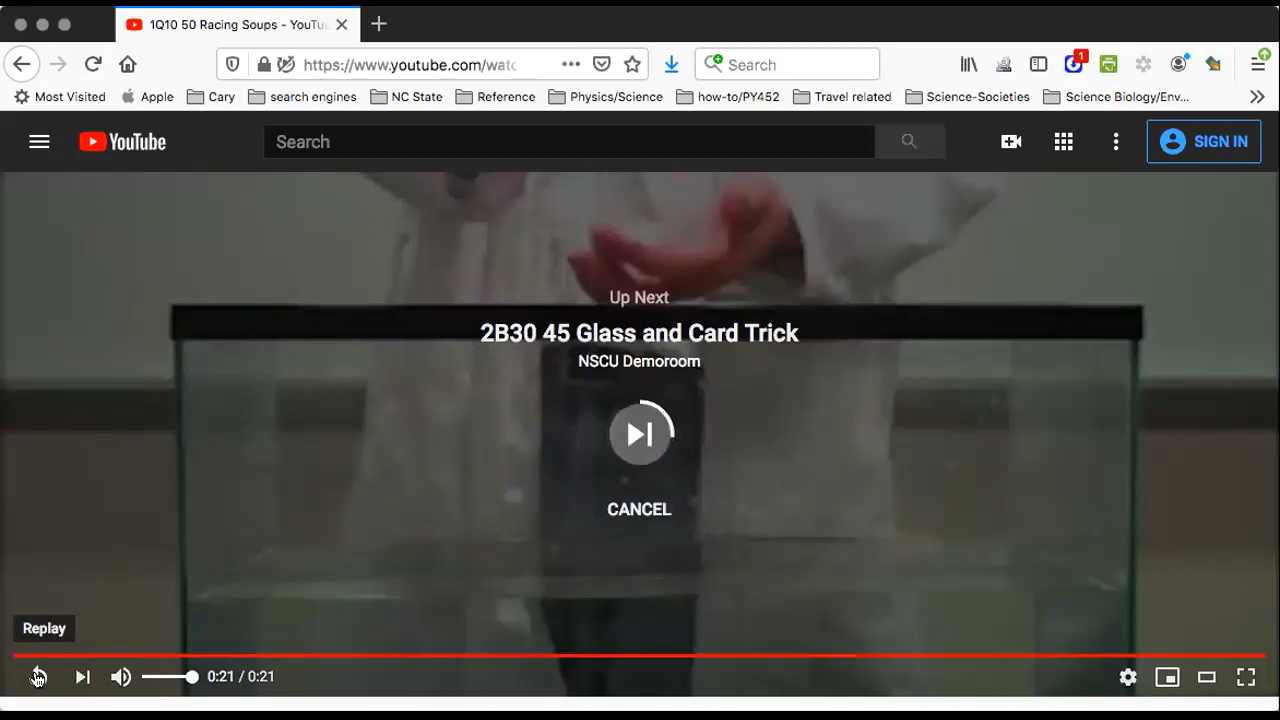 1Q10 50 Racing Soups - YouTu
https://www.youtube.com/watc
Search
1
Most Visited
Apple
Cary
search engines
NC State
Reference
Physics/Science
how-to/PY452
Travel related
Science-Societies
Science Biology/Env...
YouTube
Search
SIGN IN
Up Next
2B30 45 Glass and Card Trick
NSCU Demoroom
CANCEL
Replay
0:21 / 0:21